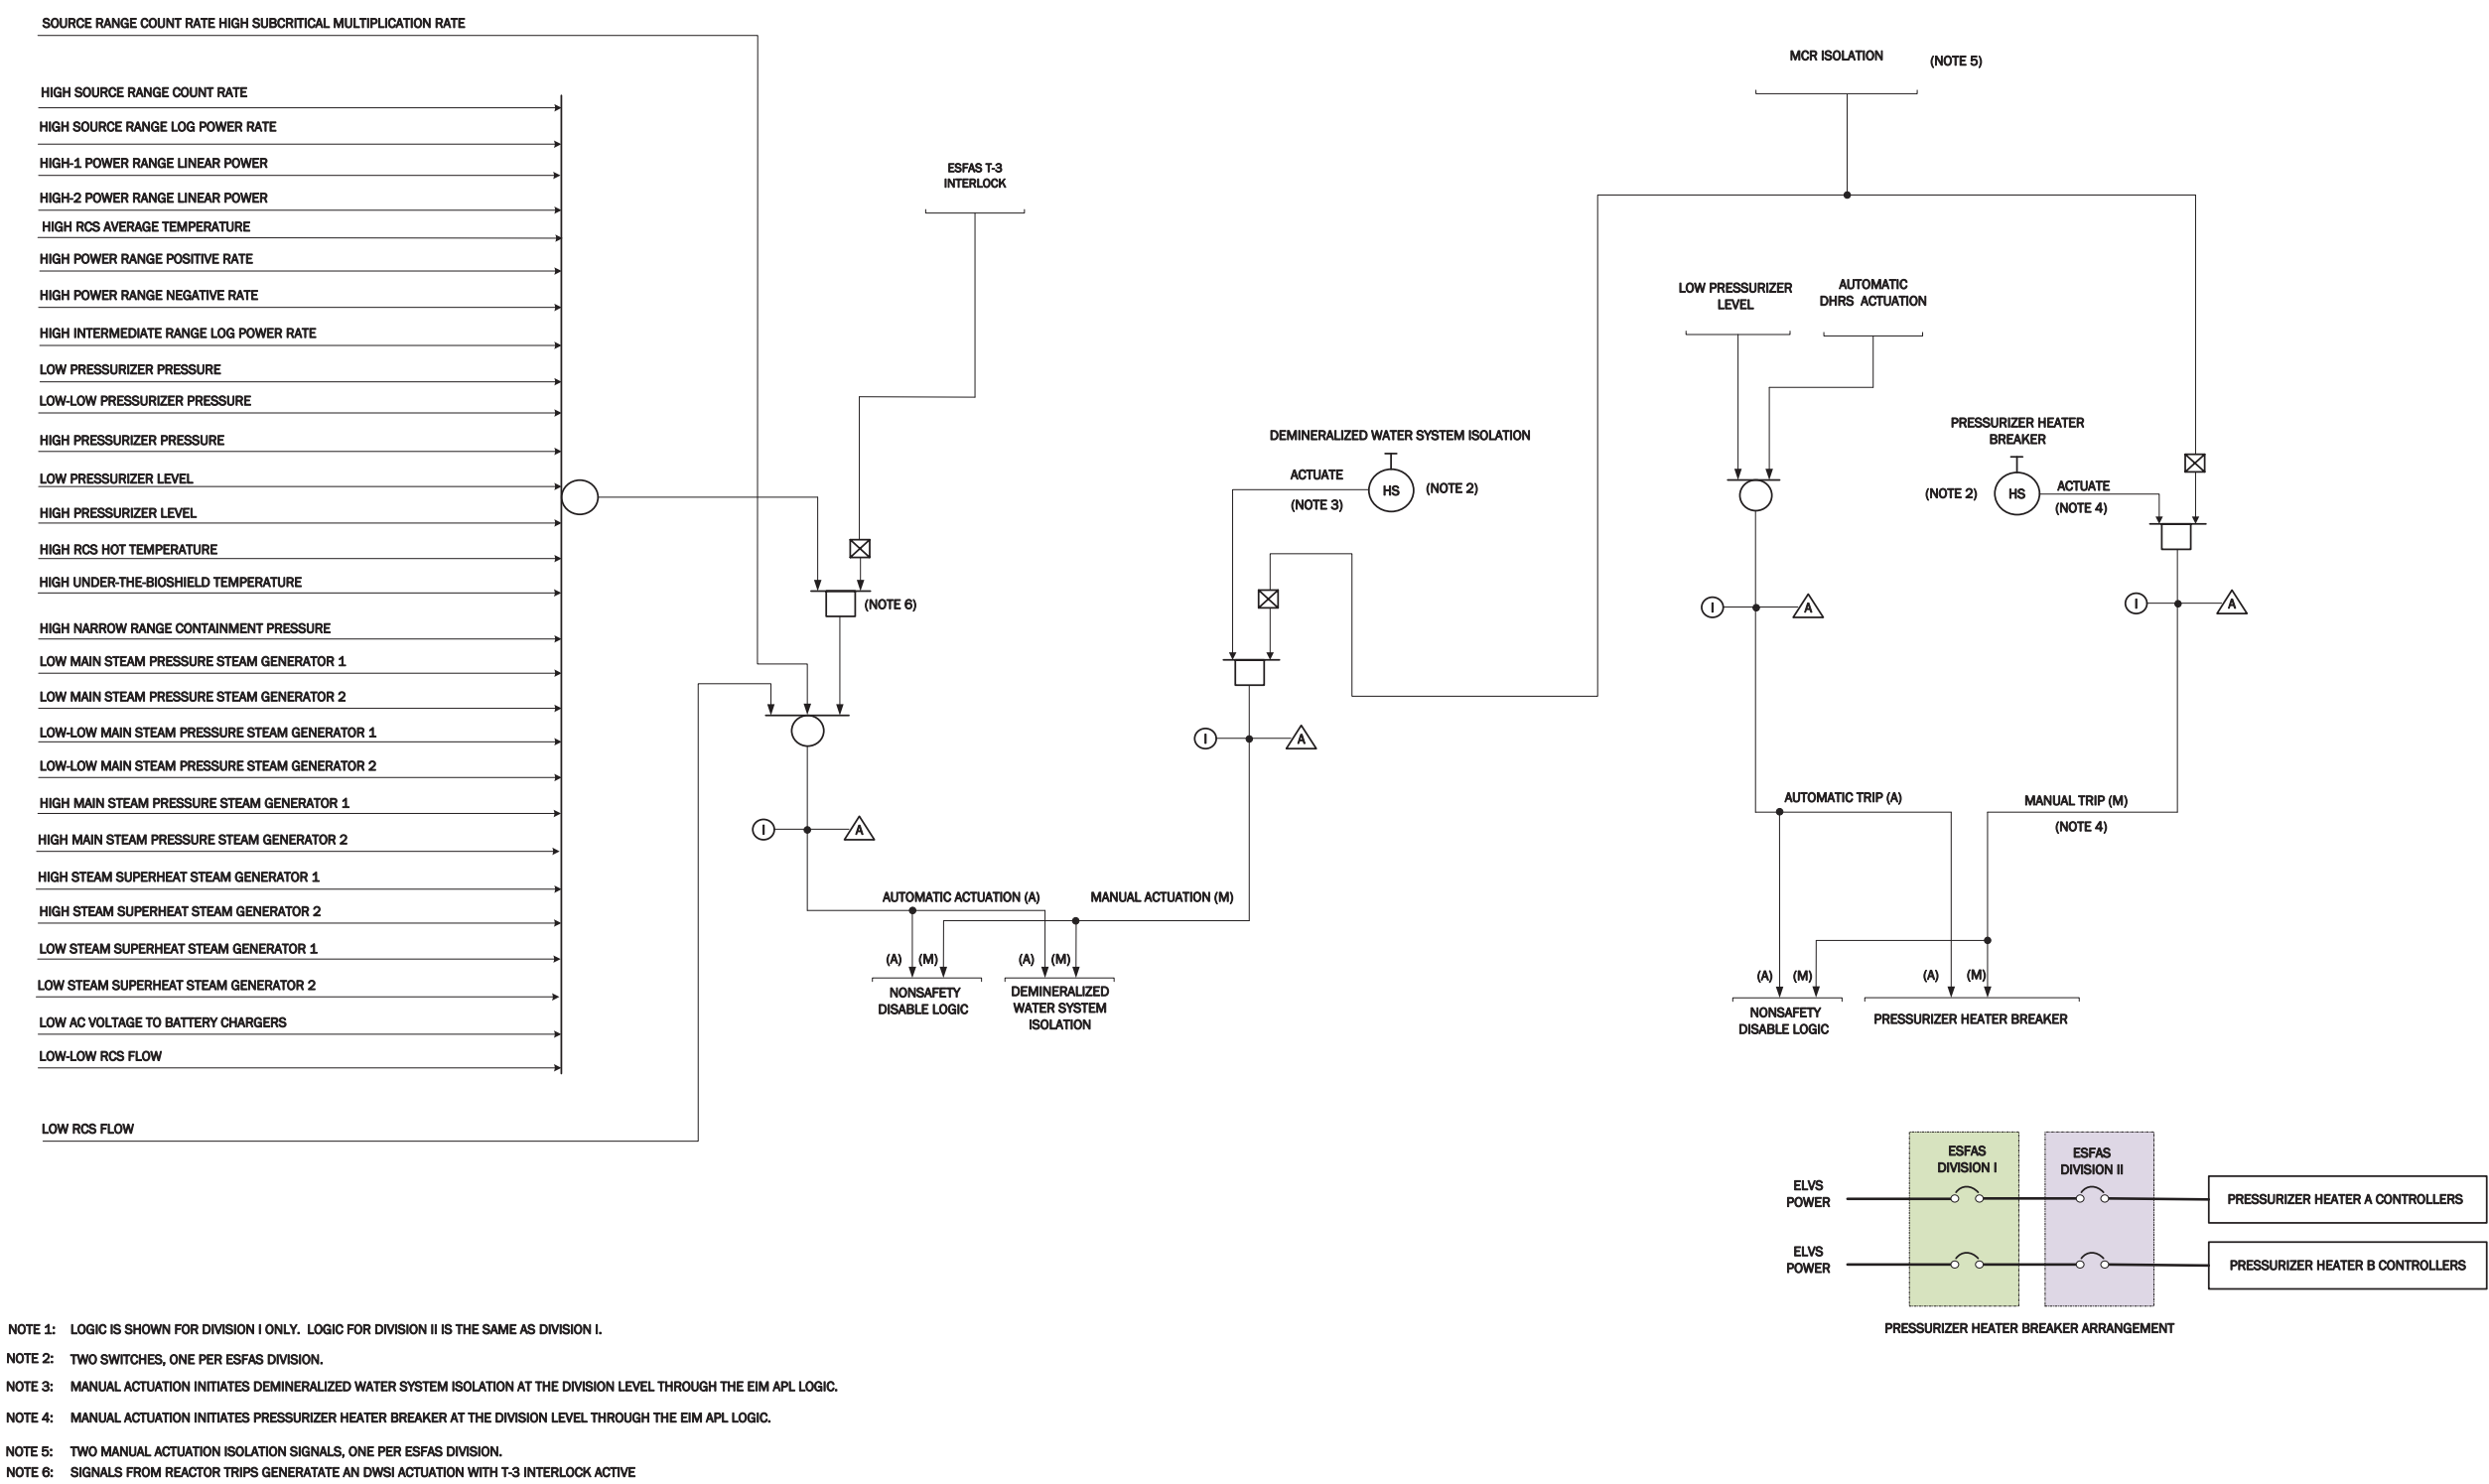 SOURCE RANGE COUNT RATE HIGH SUBCRITICAL MULTIPLICATION RATE
HIGH SOURCE RANGE COUNT RATE
HIGH SOURCE RANGE LOG POWER RATE
HIGH-1 POWER RANGE LINEAR POWER
HIGH-2 POWER RANGE LINEAR POWER
HIGH RCS AVERAGE TEMPERATURE
HIGH POWER RANGE POSITIVE RATE
HIGH POWER RANGE NEGATIVE RATE
HIGH INTERMEDIATE RANGE LOG POWER RATE
LOW PRESSURIZER PRESSURE
LOW-LOW PRESSURIZER PRESSURE
HIGH PRESSURIZER PRESSURE
LOW PRESSURIZER LEVEL
HIGH PRESSURIZER LEVEL
HIGH RCS HOT TEMPERATURE
HIGH UNDER-THE-BIOSHIELD TEMPERATURE
HIGH NARROW RANGE CONTAINMENT PRESSURE
LOW MAIN STEAM PRESSURE STEAM GENERATOR 1
LOW MAIN STEAM PRESSURE STEAM GENERATOR 2
LOW-LOW MAIN STEAM PRESSURE STEAM GENERATOR 1
LOW-LOW MAIN STEAM PRESSURE STEAM GENERATOR 2
HIGH MAIN STEAM PRESSURE STEAM GENERATOR 1
HIGH MAIN STEAM PRESSURE STEAM GENERATOR 2
HIGH STEAM SUPERHEAT STEAM GENERATOR 1
HIGH STEAM SUPERHEAT STEAM GENERATOR 2
LOW STEAM SUPERHEAT STEAM GENERATOR 1
LOW STEAM SUPERHEAT STEAM GENERATOR 2
LOW AC VOLTAGE TO BATTERY CHARGERS
LOW-LOW RCS FLOW
LOW RCS FLOW
ESFAS T-3
INTERLOCK
(NOTE 6)
I
A
AUTOMATIC ACTUATION (A)
MANUAL ACTUATION (M)
(A)
(M)
(A)
(M)
NONSAFETY
DISABLE LOGIC
DEMINERALIZED
WATER SYSTEM
ISOLATION
DEMINERALIZED WATER SYSTEM ISOLATION
ACTUATE
(NOTE 3)
HS
(NOTE 2)
I
A
MCR ISOLATION
(NOTE 5)
LOW PRESSURIZER
LEVEL
AUTOMATIC
DHRS ACTUATION
PRESSURIZER HEATER
BREAKER
(NOTE 2)
HS
ACTUATE
(NOTE 4)
I
A
I
A
AUTOMATIC TRIP (A)
MANUAL TRIP (M)
(NOTE 4)
(A)
(M)
(A)
(M)
NONSAFETY
DISABLE LOGIC
PRESSURIZER HEATER BREAKER
ESFAS
DIVISION I
ESFAS
DIVISION II
ELVS
POWER
PRESSURIZER HEATER A CONTROLLERS
ELVS
POWER
PRESSURIZER HEATER B CONTROLLERS
PRESSURIZER HEATER BREAKER ARRANGEMENT
NOTE 1: LOGIC IS SHOWN FOR DIVISION I ONLY. LOGIC FOR DIVISION II IS THE SAME AS DIVISION I.
NOTE 2: TWO SWITCHES, ONE PER ESFAS DIVISION.
NOTE 3: MANUAL ACTUATION INITIATES DEMINERALIZED WATER SYSTEM ISOLATION AT THE DIVISION LEVEL THROUGH THE EIM APL LOGIC.
NOTE 4: MANUAL ACTUATION INITIATES PRESSURIZER HEATER BREAKER AT THE DIVISION LEVEL THROUGH THE EIM APL LOGIC.
NOTE 5: TWO MANUAL ACTUATION ISOLATION SIGNALS, ONE PER ESFAS DIVISION.
NOTE 6: SIGNALS FROM REACTOR TRIPS GENERATATE AN DWSI ACTUATION WITH T-3 INTERLOCK ACTIVE